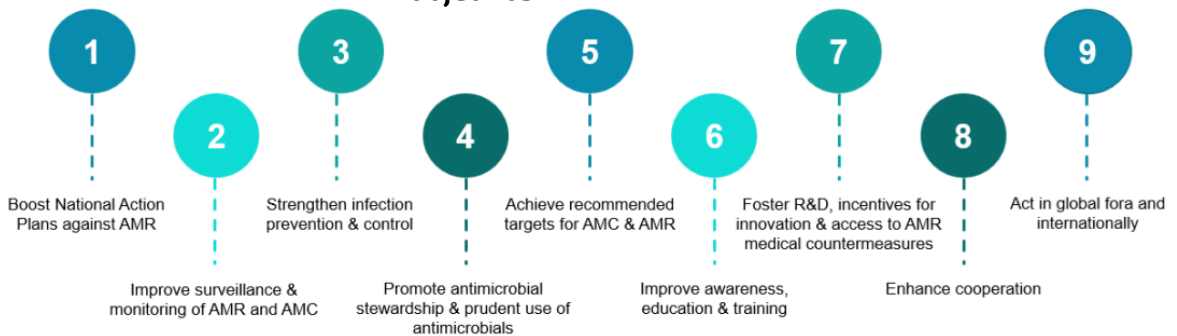 1
Boost National Action
Plans against AMR
2
Improve surveillance &
monitoring of AMR and AMC
3
Strengthen infection
prevention & control
4
Promote antimicrobial
stewardship & prudent use of
antimicrobials
5
Achieve recommended
targets for AMC & AMR
6
Improve awareness,
education & training
7
Foster R&D, incentives for
innovation & access to AMR
medical countermeasures
8
Enhance cooperation
9
Act in global fora and
internationally